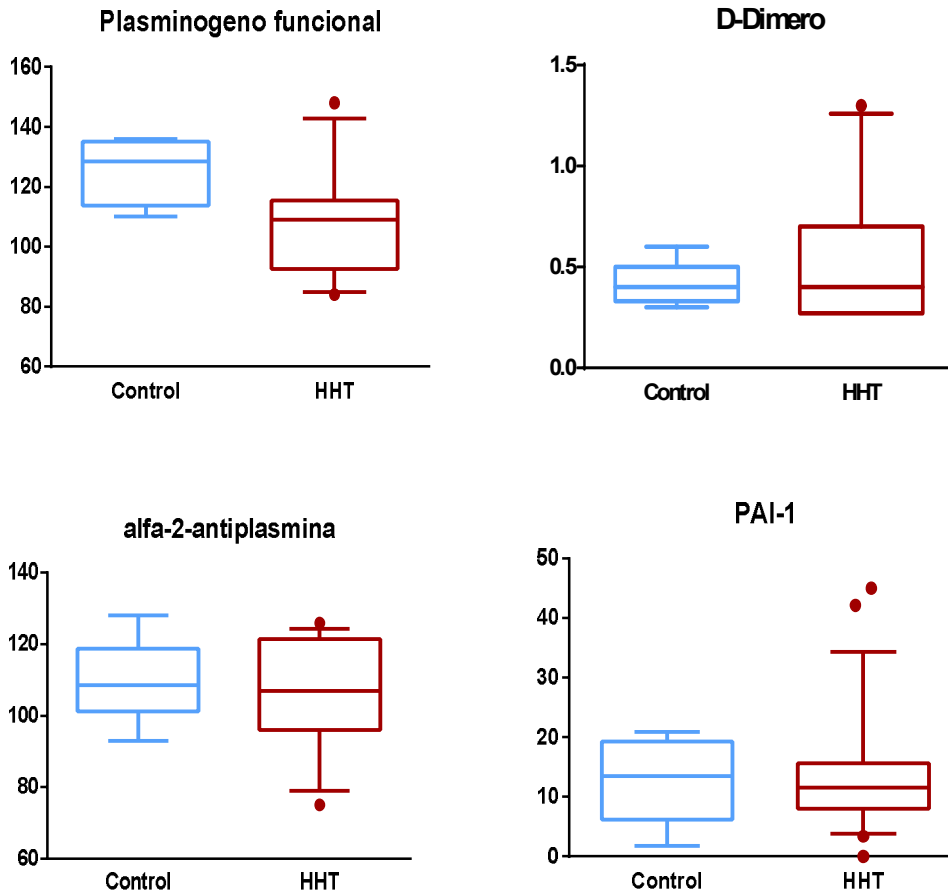 Plasminogeno funcional
160
140
120
100
80
60
Control HHT
D-Dimero
1.5
1.0
0.5
0.0
Control HHT
alfa-2-antiplasmina
140
120
100
80
60
Control HHT
PAI-1
50
40
30
20
10
0
Control HHT